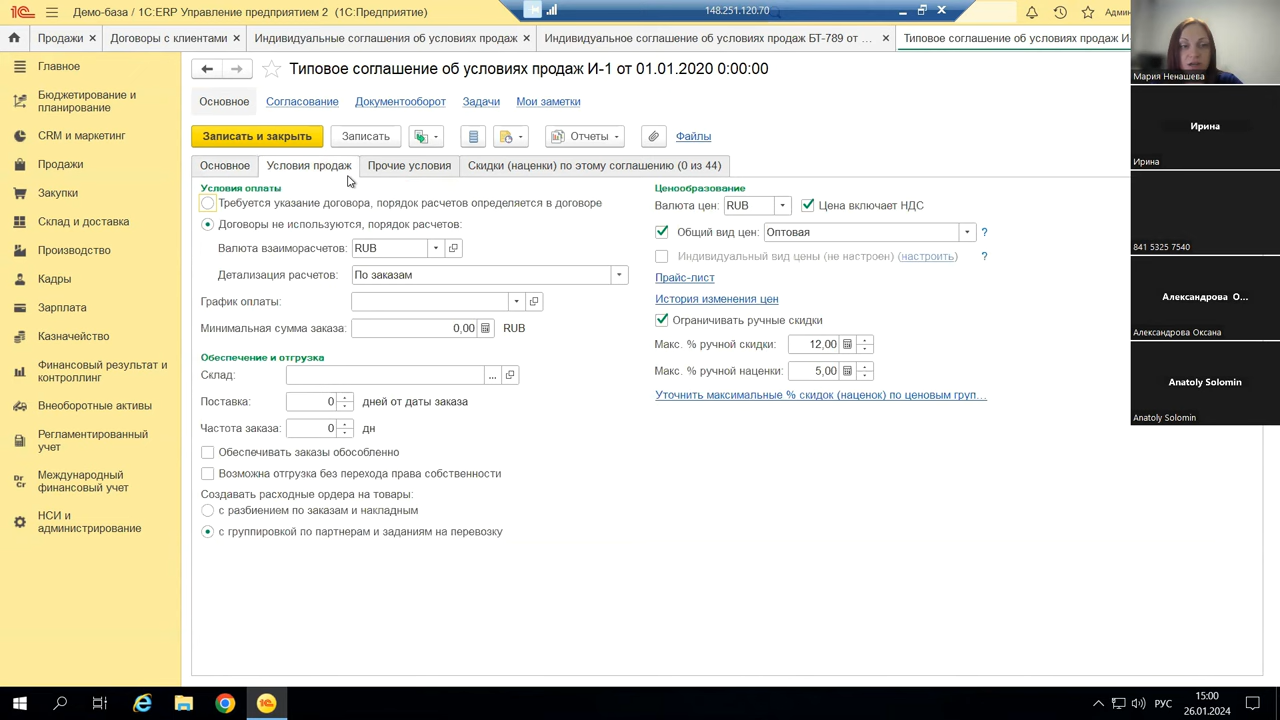 Демо-база / 1С:ERP Управление предприятием 2 (1С:Предприятие)
148.251.120.70
Продажи
Договоры с клиентами
Индивидуальные соглашения об условиях продаж
Индивидуальное соглашение об условиях продаж БТ-789 от ...
Типовое соглашение об условиях продаж И-
Главное
Бюджетирование и
планирование
CRM и маркетинг
Продажи
Закупки
Склад и доставка
Производство
Кадры
Зарплата
Казначейство
Финансовый результат и
контроллинг
Внеоборотные активы
Регламентированный
учет
Международный
финансовый учет
НСИ и
администрирование
Типовое соглашение об условиях продаж И-1 от 01.01.2020 0:00:00
Основное
Согласование
Документооборот
Задачи
Мои заметки
Записать и закрыть
Записать
Отчеты
Файлы
Основное
Условия продаж
Прочие условия
Скидки (наценки) по этому соглашению (0 из 44)
Условия оплаты
Требуется указание договора, порядок расчетов определяется в договоре
Договоры не используются, порядок расчетов:
Валюта взаиморасчетов: RUB
Детализация расчетов: По заказам
График оплаты:
Минимальная сумма заказа: 0,00 RUB
Обеспечение и отгрузка
Склад:
Поставка: 0 дней от даты заказа
Частота заказа: 0 дн
Обеспечивать заказы обособленно
Возможна отгрузка без перехода права собственности
Создавать расходные ордера на товары:
с разбиением по заказам и накладным
с группировкой по партнерам и заданиям на перевозку
Ценообразование
Валюта цен: RUB Цена включает НДС
Общий вид цен: Оптовая ?
Индивидуальный вид цены (не настроен) (настроить) ?
Прайс-лист
История изменения цен
Ограничивать ручные скидки
Макс. % ручной скидки: 12,00
Макс. % ручной наценки: 5,00
Уточнить максимальные % скидок (наценок) по ценовым груп...
Мария Ненашева
Ирина
Ирина
841 5325 7540
Александрова О...
Александрова Оксана
Anatoly Solomin
Anatoly Solomin
РУС
15:00
26.01.2024